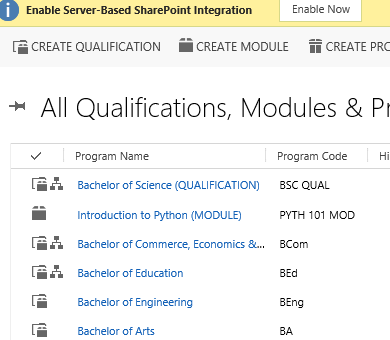 Enable Server-Based SharePoint Integration Enable Now
CREATE QUALIFICATION CREATE MODULE CREATE PRO
All Qualifications, Modules & Pr
Program Name Program Code Hi
Bachelor of Science (QUALIFICATION) BSC QUAL
Introduction to Python (MODULE) PYTH 101 MOD
Bachelor of Commerce, Economics &... BCom
Bachelor of Education BEd
Bachelor of Engineering BEng
Bachelor of Arts BA